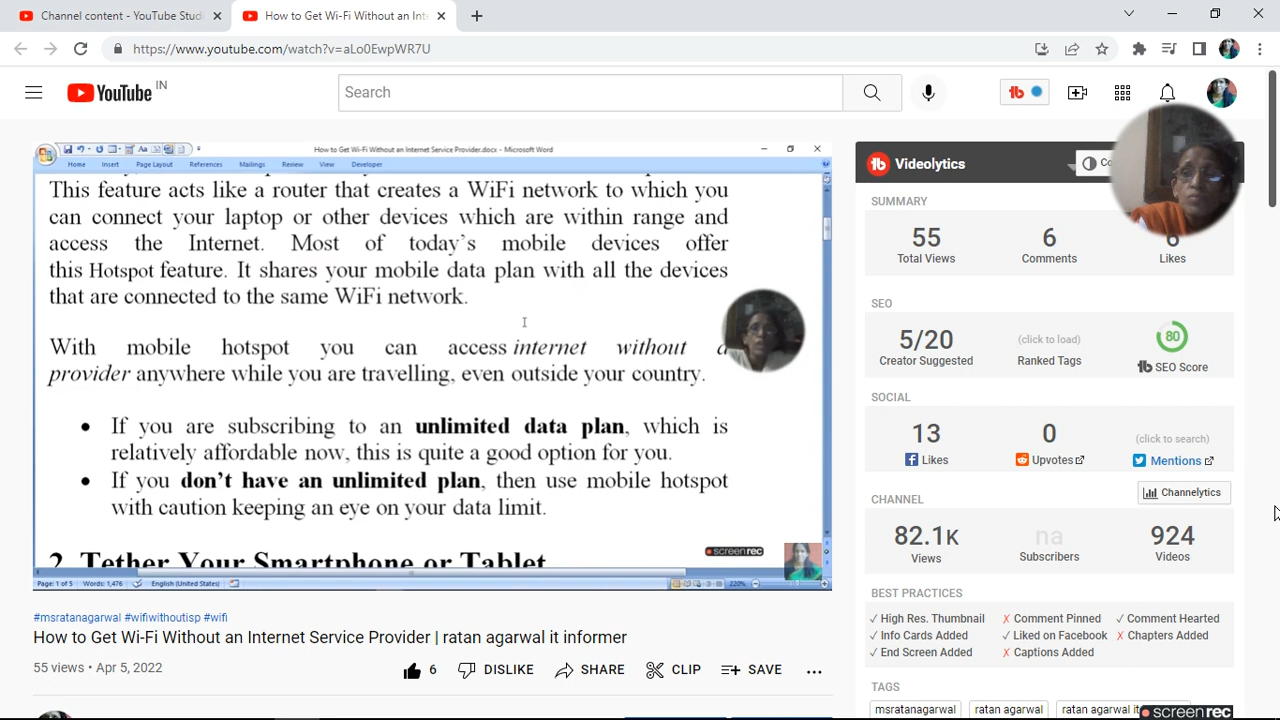 Channel content - YouTube Studi
How to Get Wi-Fi Without an Inte
https://www.youtube.com/watch?v=aLo0EwpWR7U
YouTube IN
Search
How to Get Wi-Fi Without an Internet Service Provider.docx - Microsoft Word
Home Insert Page Layout References Mailings Review View Developer
This feature acts like a router that creates a WiFi network to which you
can connect your laptop or other devices which are within range and
access the Internet. Most of today's mobile devices offer
this Hotspot feature. It shares your mobile data plan with all the devices
that are connected to the same WiFi network.
With mobile hotspot you can access internet without a
provider anywhere while you are travelling, even outside your country.
• If you are subscribing to an unlimited data plan, which is
relatively affordable now, this is quite a good option for you.
• If you don't have an unlimited plan, then use mobile hotspot
with caution keeping an eye on your data limit.
2. Tether Your Smartphone or Tablet
screenrec
Page: 1 of 5 Words: 1,476 English (United States) 220%
#msratanagarwal #wifiwithoutisp #wifi
How to Get Wi-Fi Without an Internet Service Provider | ratan agarwal it informer
55 views • Apr 5, 2022
6 DISLIKE SHARE CLIP SAVE
Videolytics
SUMMARY
55 6 6
Total Views Comments Likes
SEO
5/20 (click to load) 80
Creator Suggested Ranked Tags SEO Score
SOCIAL
13 0 (click to search)
Likes Upvotes Mentions
CHANNEL Channelytics
82.1K na 924
Views Subscribers Videos
BEST PRACTICES
✓ High Res. Thumbnail ✗ Comment Pinned ✓ Comment Hearted
✓ Info Cards Added ✓ Liked on Facebook ✗ Chapters Added
✓ End Screen Added ✗ Captions Added
TAGS
msratanagarwal ratan agarwal ratan agarwal it
screenrec